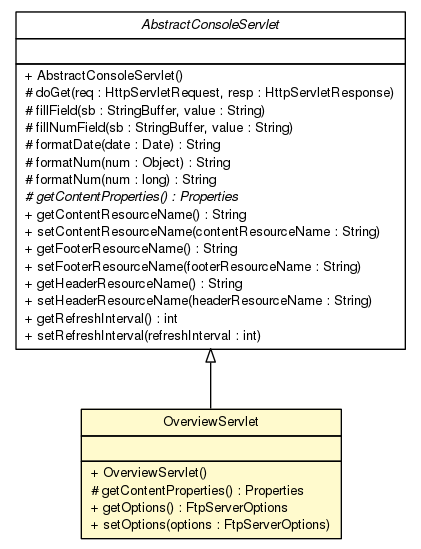 AbstractConsoleServlet
+ AbstractConsoleServlet()
# doGet(req : HttpServletRequest, resp : HttpServletResponse)
# fillField(sb : StringBuffer, value : String)
# fillNumField(sb : StringBuffer, value : String)
# formatDate(date : Date) : String
# formatNum(num : Object) : String
# formatNum(num : long) : String
# getContentProperties() : Properties
+ getContentResourceName() : String
+ setContentResourceName(contentResourceName : String)
+ getFooterResourceName() : String
+ setFooterResourceName(footerResourceName : String)
+ getHeaderResourceName() : String
+ setHeaderResourceName(headerResourceName : String)
+ getRefreshInterval() : int
+ setRefreshInterval(refreshInterval : int)
OverviewServlet
+ OverviewServlet()
# getContentProperties() : Properties
+ getOptions() : FtpServerOptions
+ setOptions(options : FtpServerOptions)